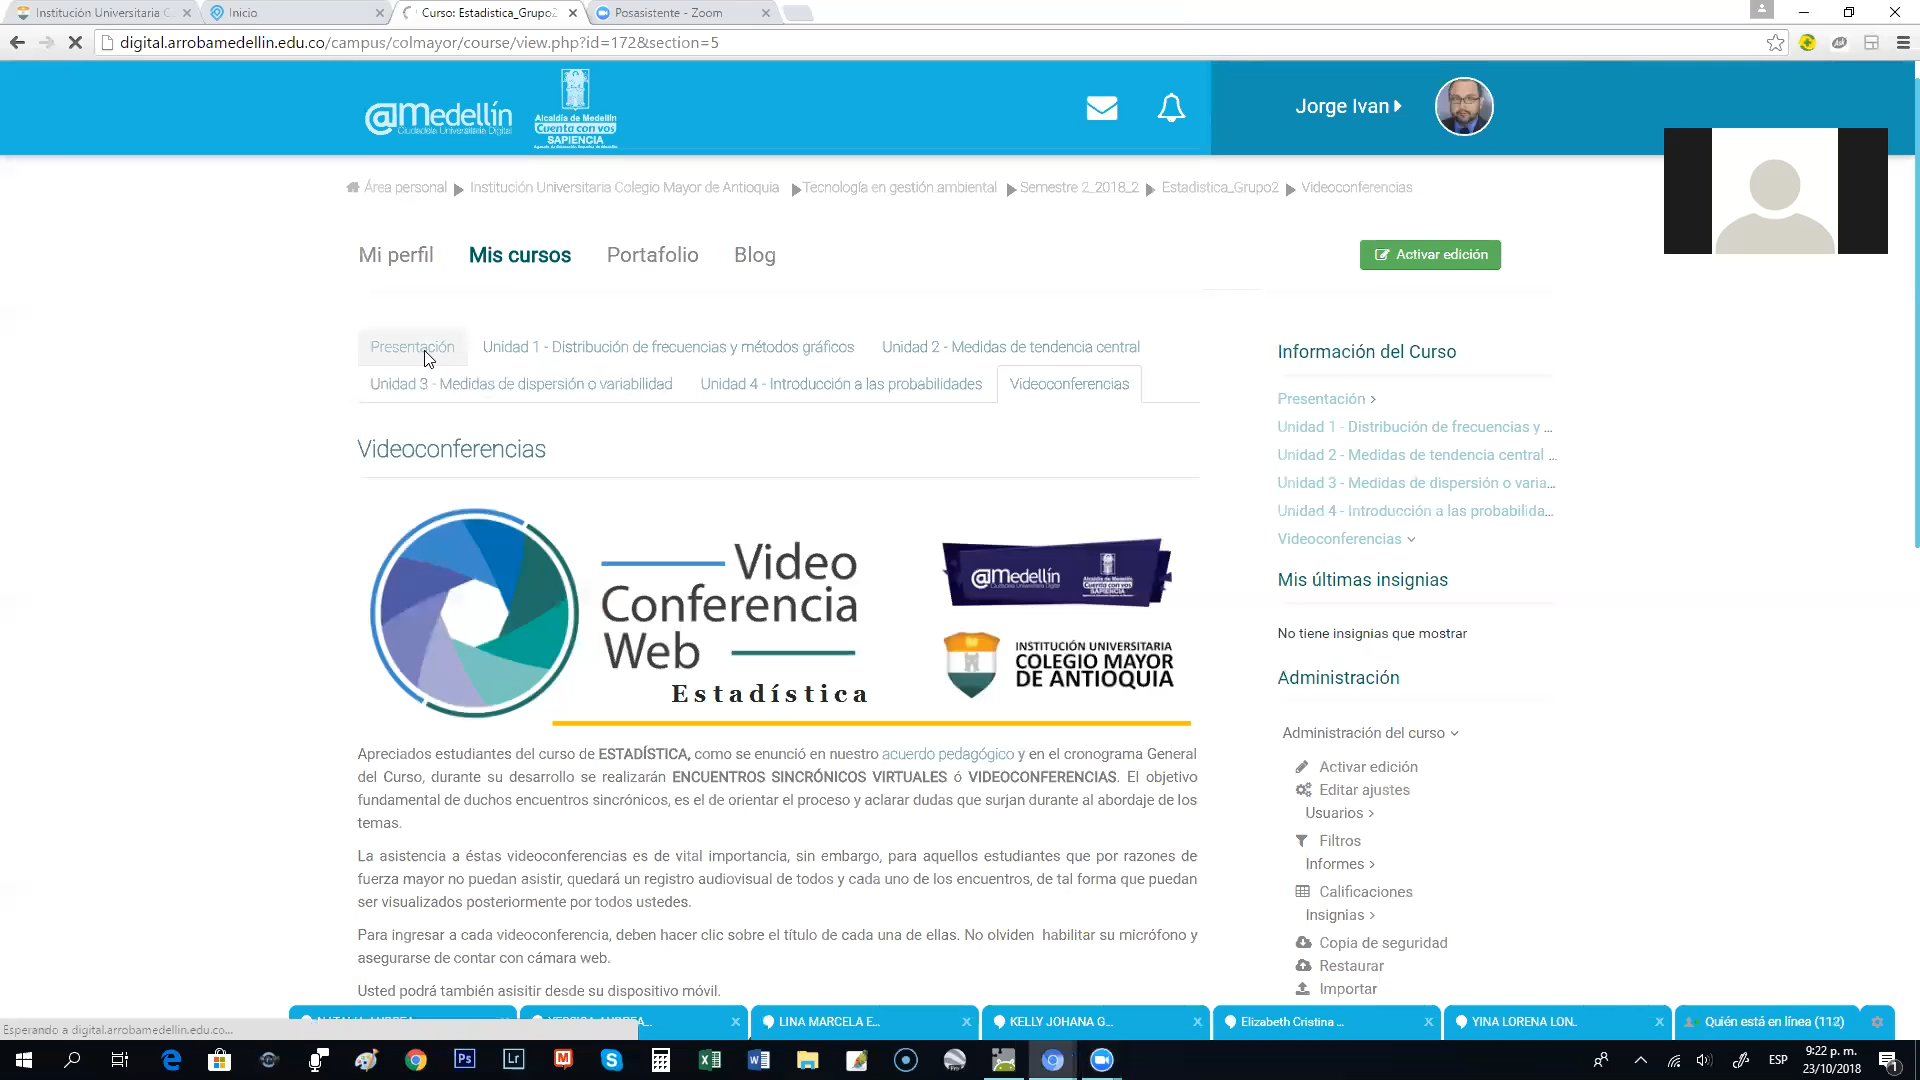 Institución Universitaria C
Inicio
Curso: Estadistica_Grupo2
Posasistente - Zoom
digital.arrobamedellin.edu.co/campus/colmayor/course/view.php?id=172&section=5
@Medellín
Ciudadela Universitaria Digital
Alcaldía de Medellín
Cuenta con vos
SAPIENCIA
Jorge Ivan
Área personal Institución Universitaria Colegio Mayor de Antioquia Tecnología en gestión ambiental Semestre 2_2018_2 Estadistica_Grupo2 Videoconferencias
Mi perfil Mis cursos Portafolio Blog
Activar edición
Presentación Unidad 1 - Distribución de frecuencias y métodos gráficos Unidad 2 - Medidas de tendencia central
Unidad 3 - Medidas de dispersión o variabilidad Unidad 4 - Introducción a las probabilidades Videoconferencias
Videoconferencias
Video
Conferencia
Web
Estadística
@Medellín
Ciudadela Universitaria Digital
Alcaldía de Medellín
Cuenta con vos
SAPIENCIA
INSTITUCIÓN UNIVERSITARIA
COLEGIO MAYOR
DE ANTIOQUIA
Apreciados estudiantes del curso de ESTADÍSTICA, como se enunció en nuestro acuerdo pedagógico y en el cronograma General
del Curso, durante su desarrollo se realizarán ENCUENTROS SINCRÓNICOS VIRTUALES ó VIDEOCONFERENCIAS. El objetivo
fundamental de duchos encuentros sincrónicos, es el de orientar el proceso y aclarar dudas que surjan durante al abordaje de los
temas.
La asistencia a éstas videoconferencias es de vital importancia, sin embargo, para aquellos estudiantes que por razones de
fuerza mayor no puedan asistir, quedará un registro audiovisual de todos y cada uno de los encuentros, de tal forma que puedan
ser visualizados posteriormente por todos ustedes.
Para ingresar a cada videoconferencia, deben hacer clic sobre el título de cada una de ellas. No olviden habilitar su micrófono y
asegurarse de contar con cámara web.
Usted podrá también asisitir desde su dispositivo móvil.
Información del Curso
Presentación
Unidad 1 - Distribución de frecuencias y ...
Unidad 2 - Medidas de tendencia central ...
Unidad 3 - Medidas de dispersión o varia...
Unidad 4 - Introducción a las probabilida...
Videoconferencias
Mis últimas insignias
No tiene insignias que mostrar
Administración
Administración del curso
Activar edición
Editar ajustes
Usuarios
Filtros
Informes
Calificaciones
Insignias
Copia de seguridad
Restaurar
Importar
LINA MARCELA E...
KELLY JOHANA G...
Elizabeth Cristina ...
YINA LORENA LON..
Quién está en línea (112)
Esperando a digital.arrobamedellin.edu.co...
ESP
9:22 p. m.
23/10/2018